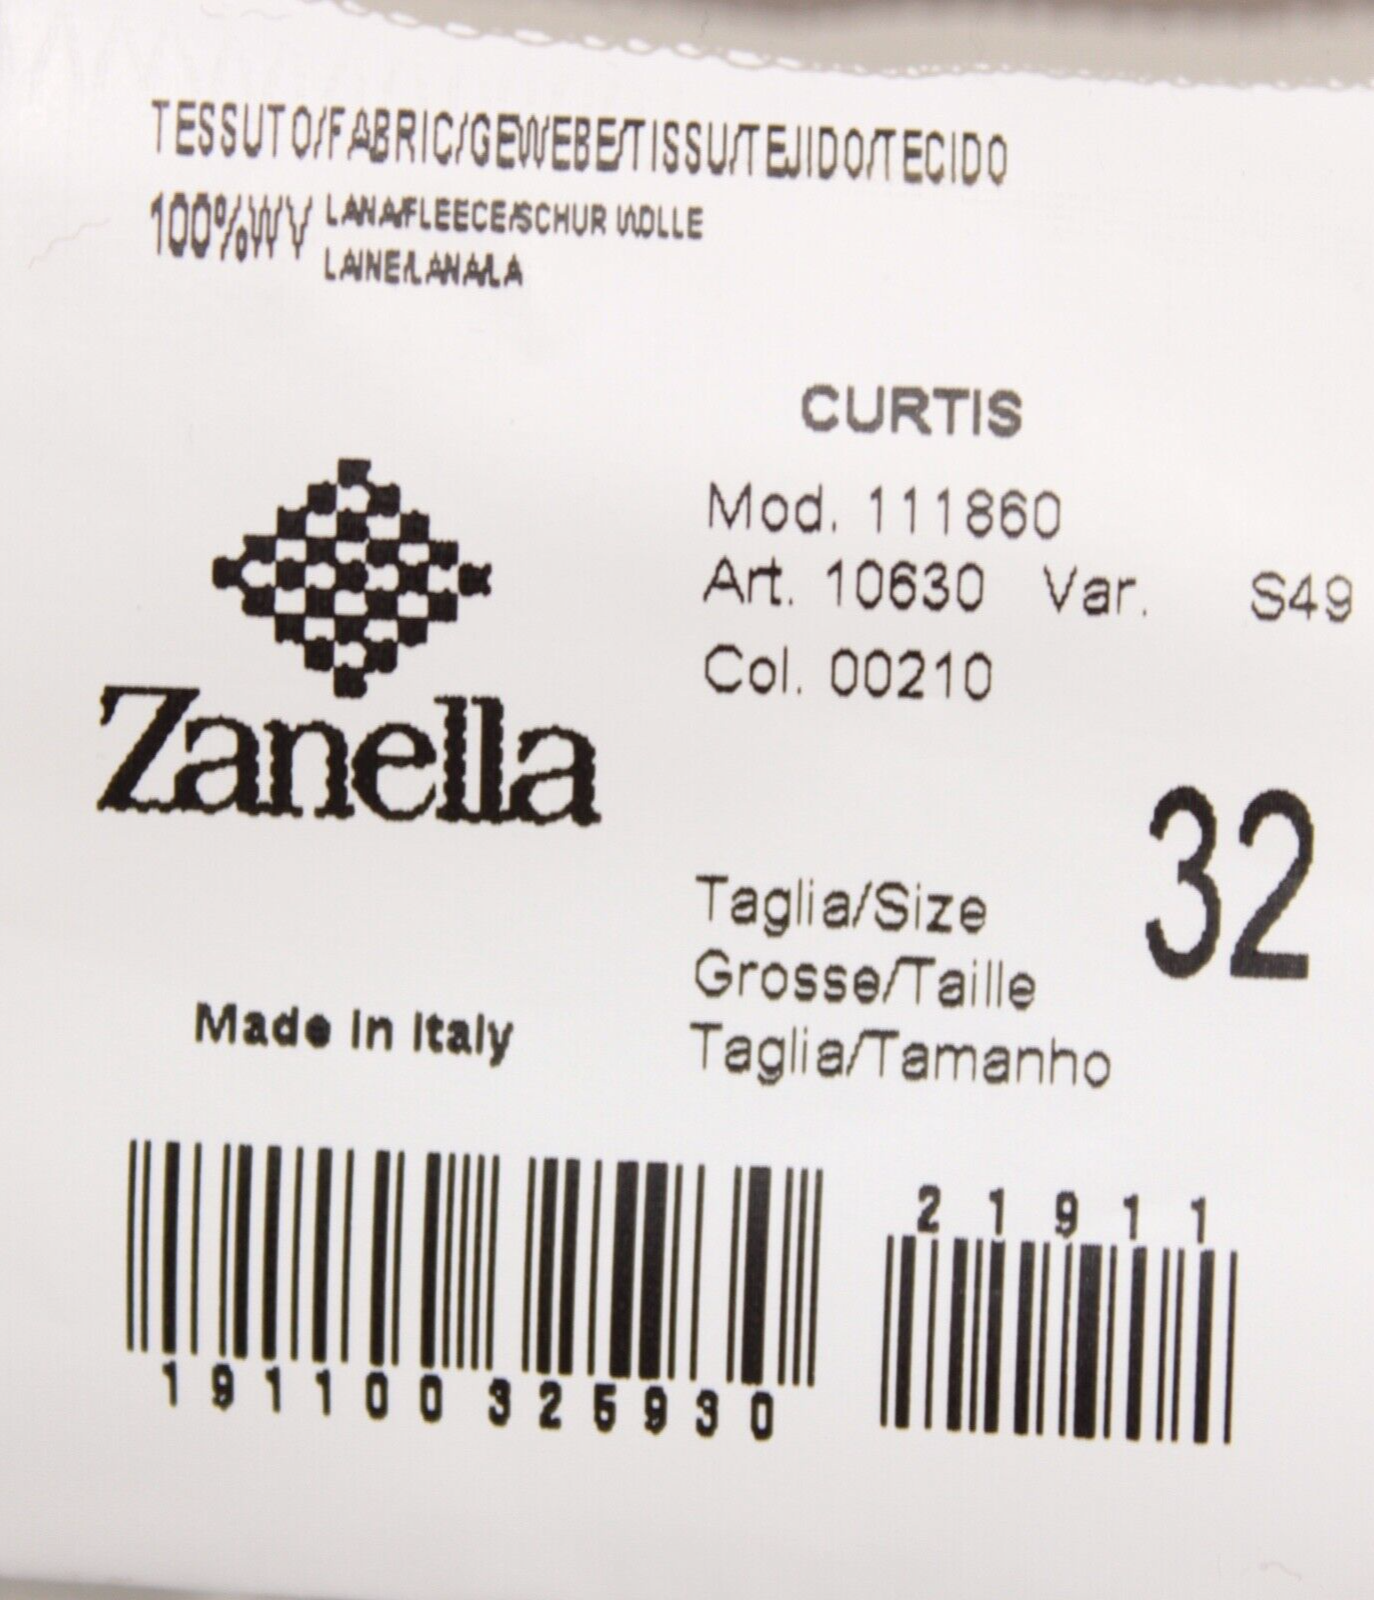 TESSUTO/FABRIC/GEWEBE/TISSU/TEJIDO/TECIDO
100%WV LANA/FLEECE/SCHUR WOLLE
LAINE/LANA/LA
CURTIS
Mod. 111860
Art. 10630 Var. S49
Col. 00210
Zanella
32
Taglia/Size
Grosse/Taille
Taglia/Tamanho
Made In Italy
21911
191100325930